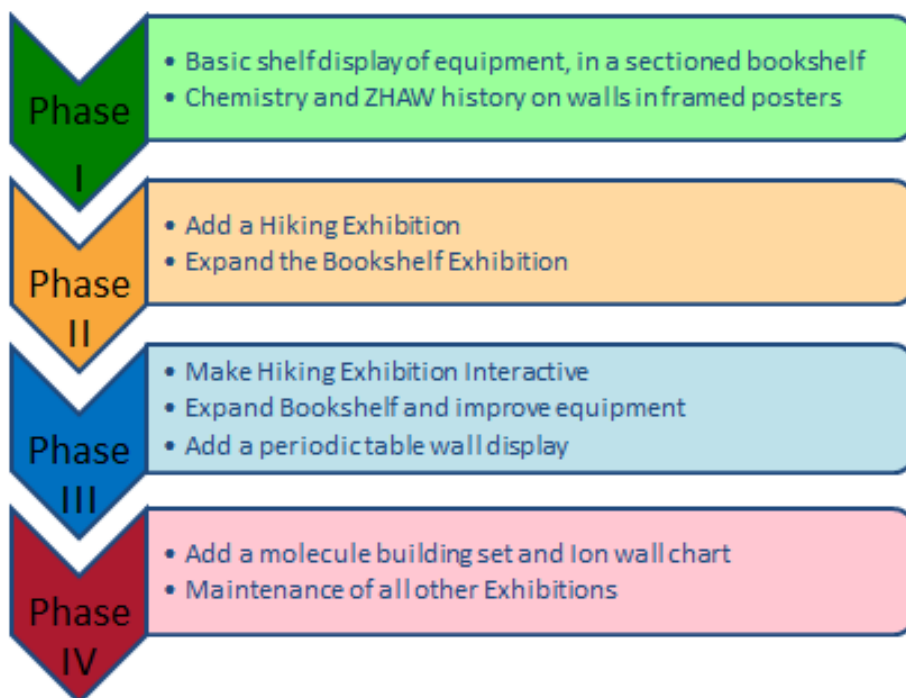 Phase
I
• Basic shelf display of equipment, in a sectioned bookshelf
• Chemistry and ZHAW history on walls in framed posters
Phase
II
• Add a Hiking Exhibition
• Expand the Bookshelf Exhibition
Phase
III
• Make Hiking Exhibition Interactive
• Expand Bookshelf and improve equipment
• Add a periodic table wall display
Phase
IV
• Add a molecule building set and Ion wall chart
• Maintenance of all other Exhibitions